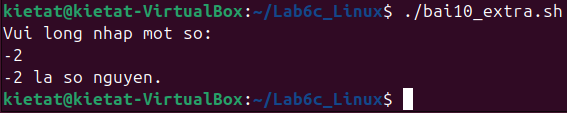 kietat@kietat-VirtualBox:~/Lab6c_Linux$ ./bai10_extra.sh
Vui long nhap mot so:
-2
-2 la so nguyen.
kietat@kietat-VirtualBox:~/Lab6c_Linux$